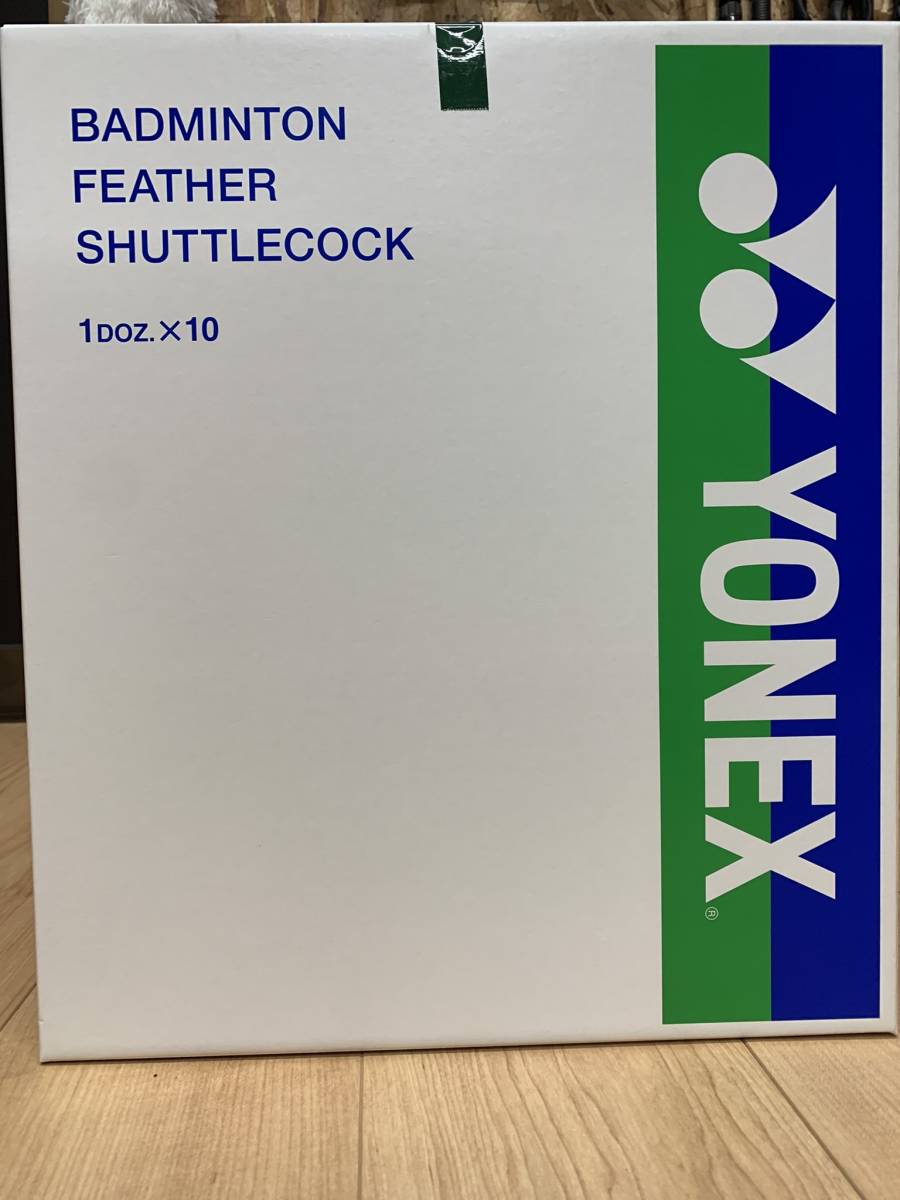 BADMINTON
FEATHER
SHUTTLECOCK
1DOZ.×10
YONEX®